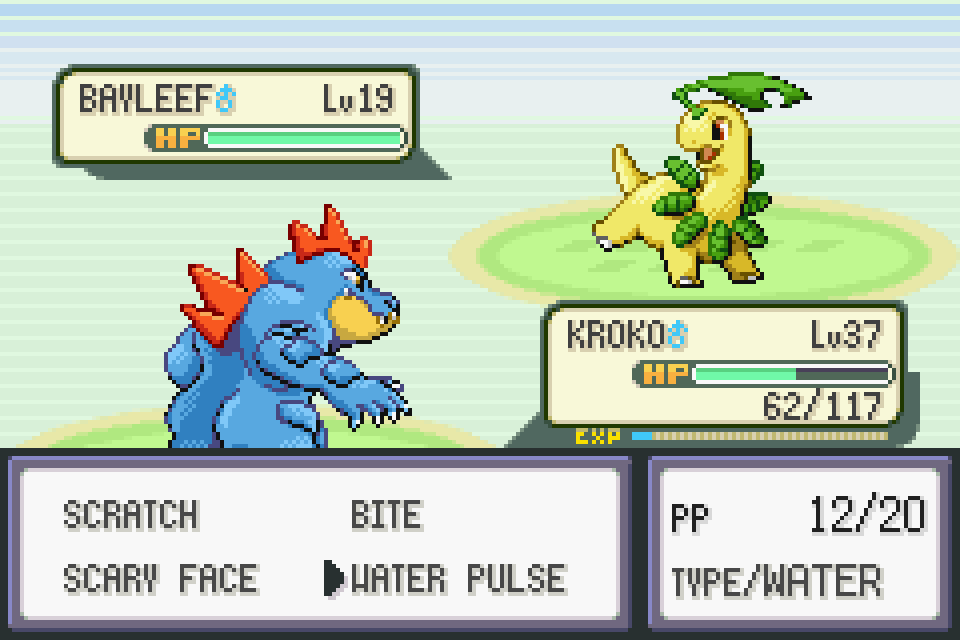 BAYLEEF♂ Lv19
HP
KROKO♂ Lv37
HP
62/117
EXP
SCRATCH BITE
SCARY FACE ▶WATER PULSE
PP 12/20
TYPE/WATER